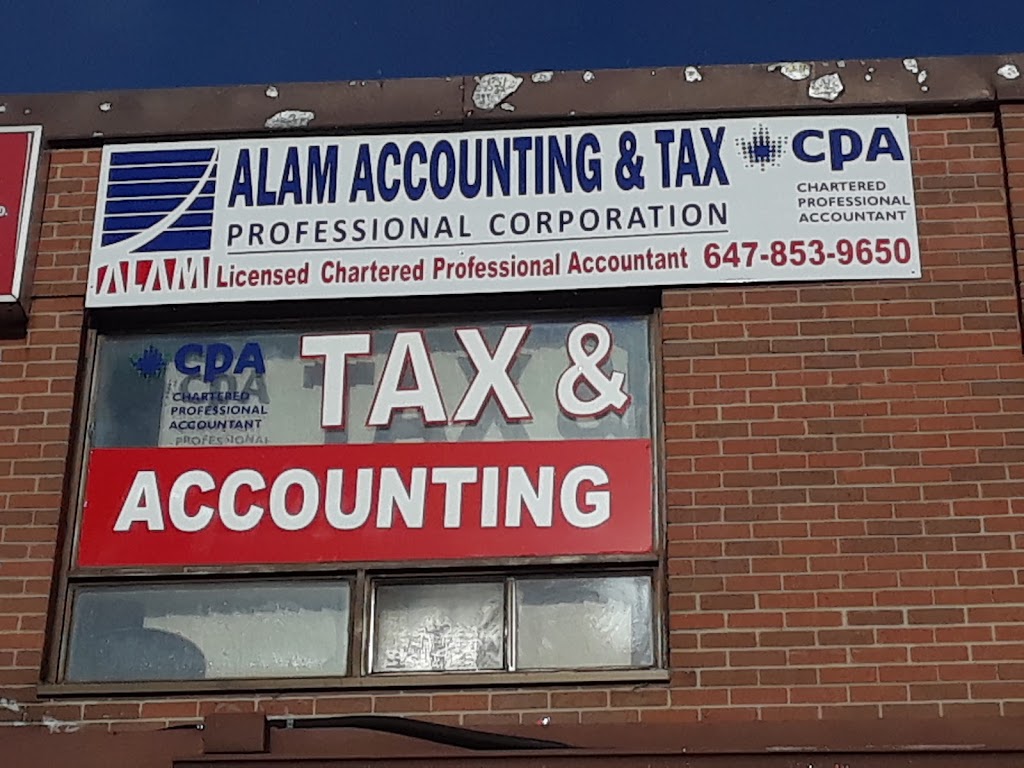 ALAM ACCOUNTING & TAX
PROFESSIONAL CORPORATION
ALAM
Licensed Chartered Professional Accountant 647-853-9650
CPA
CHARTERED
PROFESSIONAL
ACCOUNTANT
CPA
CHARTERED
PROFESSIONAL
ACCOUNTANT
TAX &
ACCOUNTING